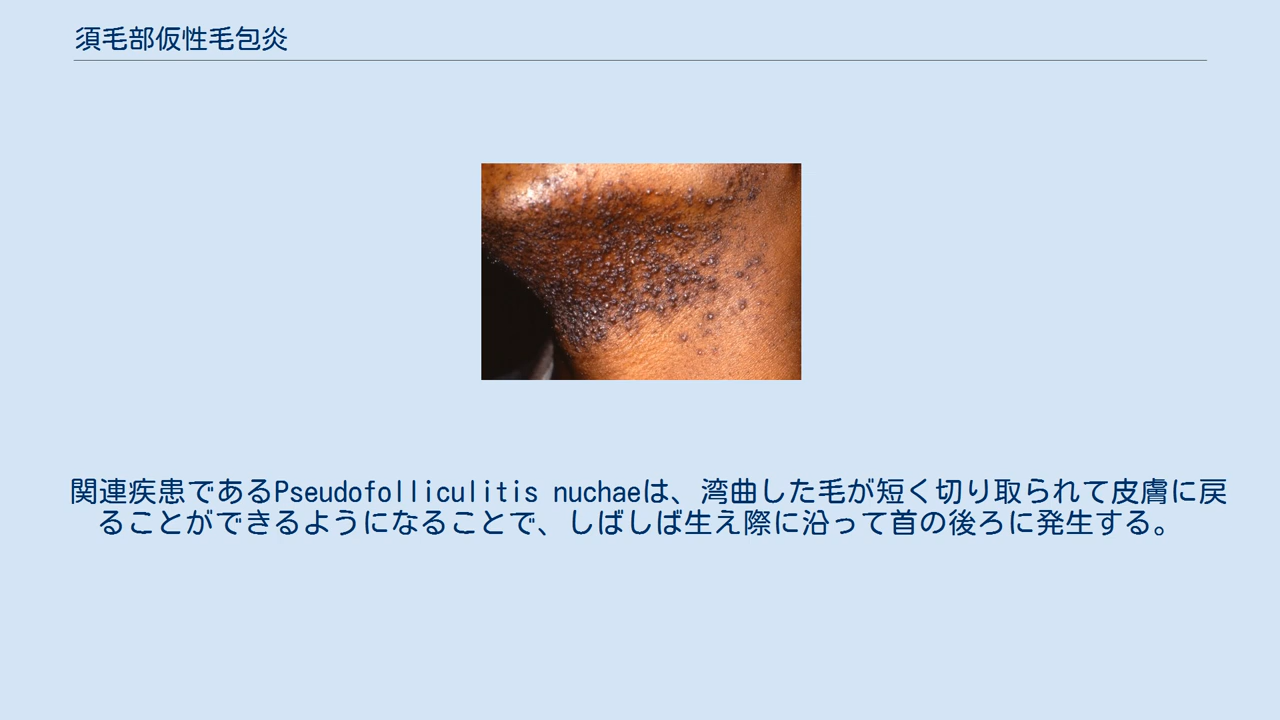 須毛部仮性毛包炎
関連疾患であるPseudofolliculitis nuchaeは、湾曲した毛が短く切り取られて皮膚に戻
ることができるようになることで、しばしば生え際に沿って首の後ろに発生する。